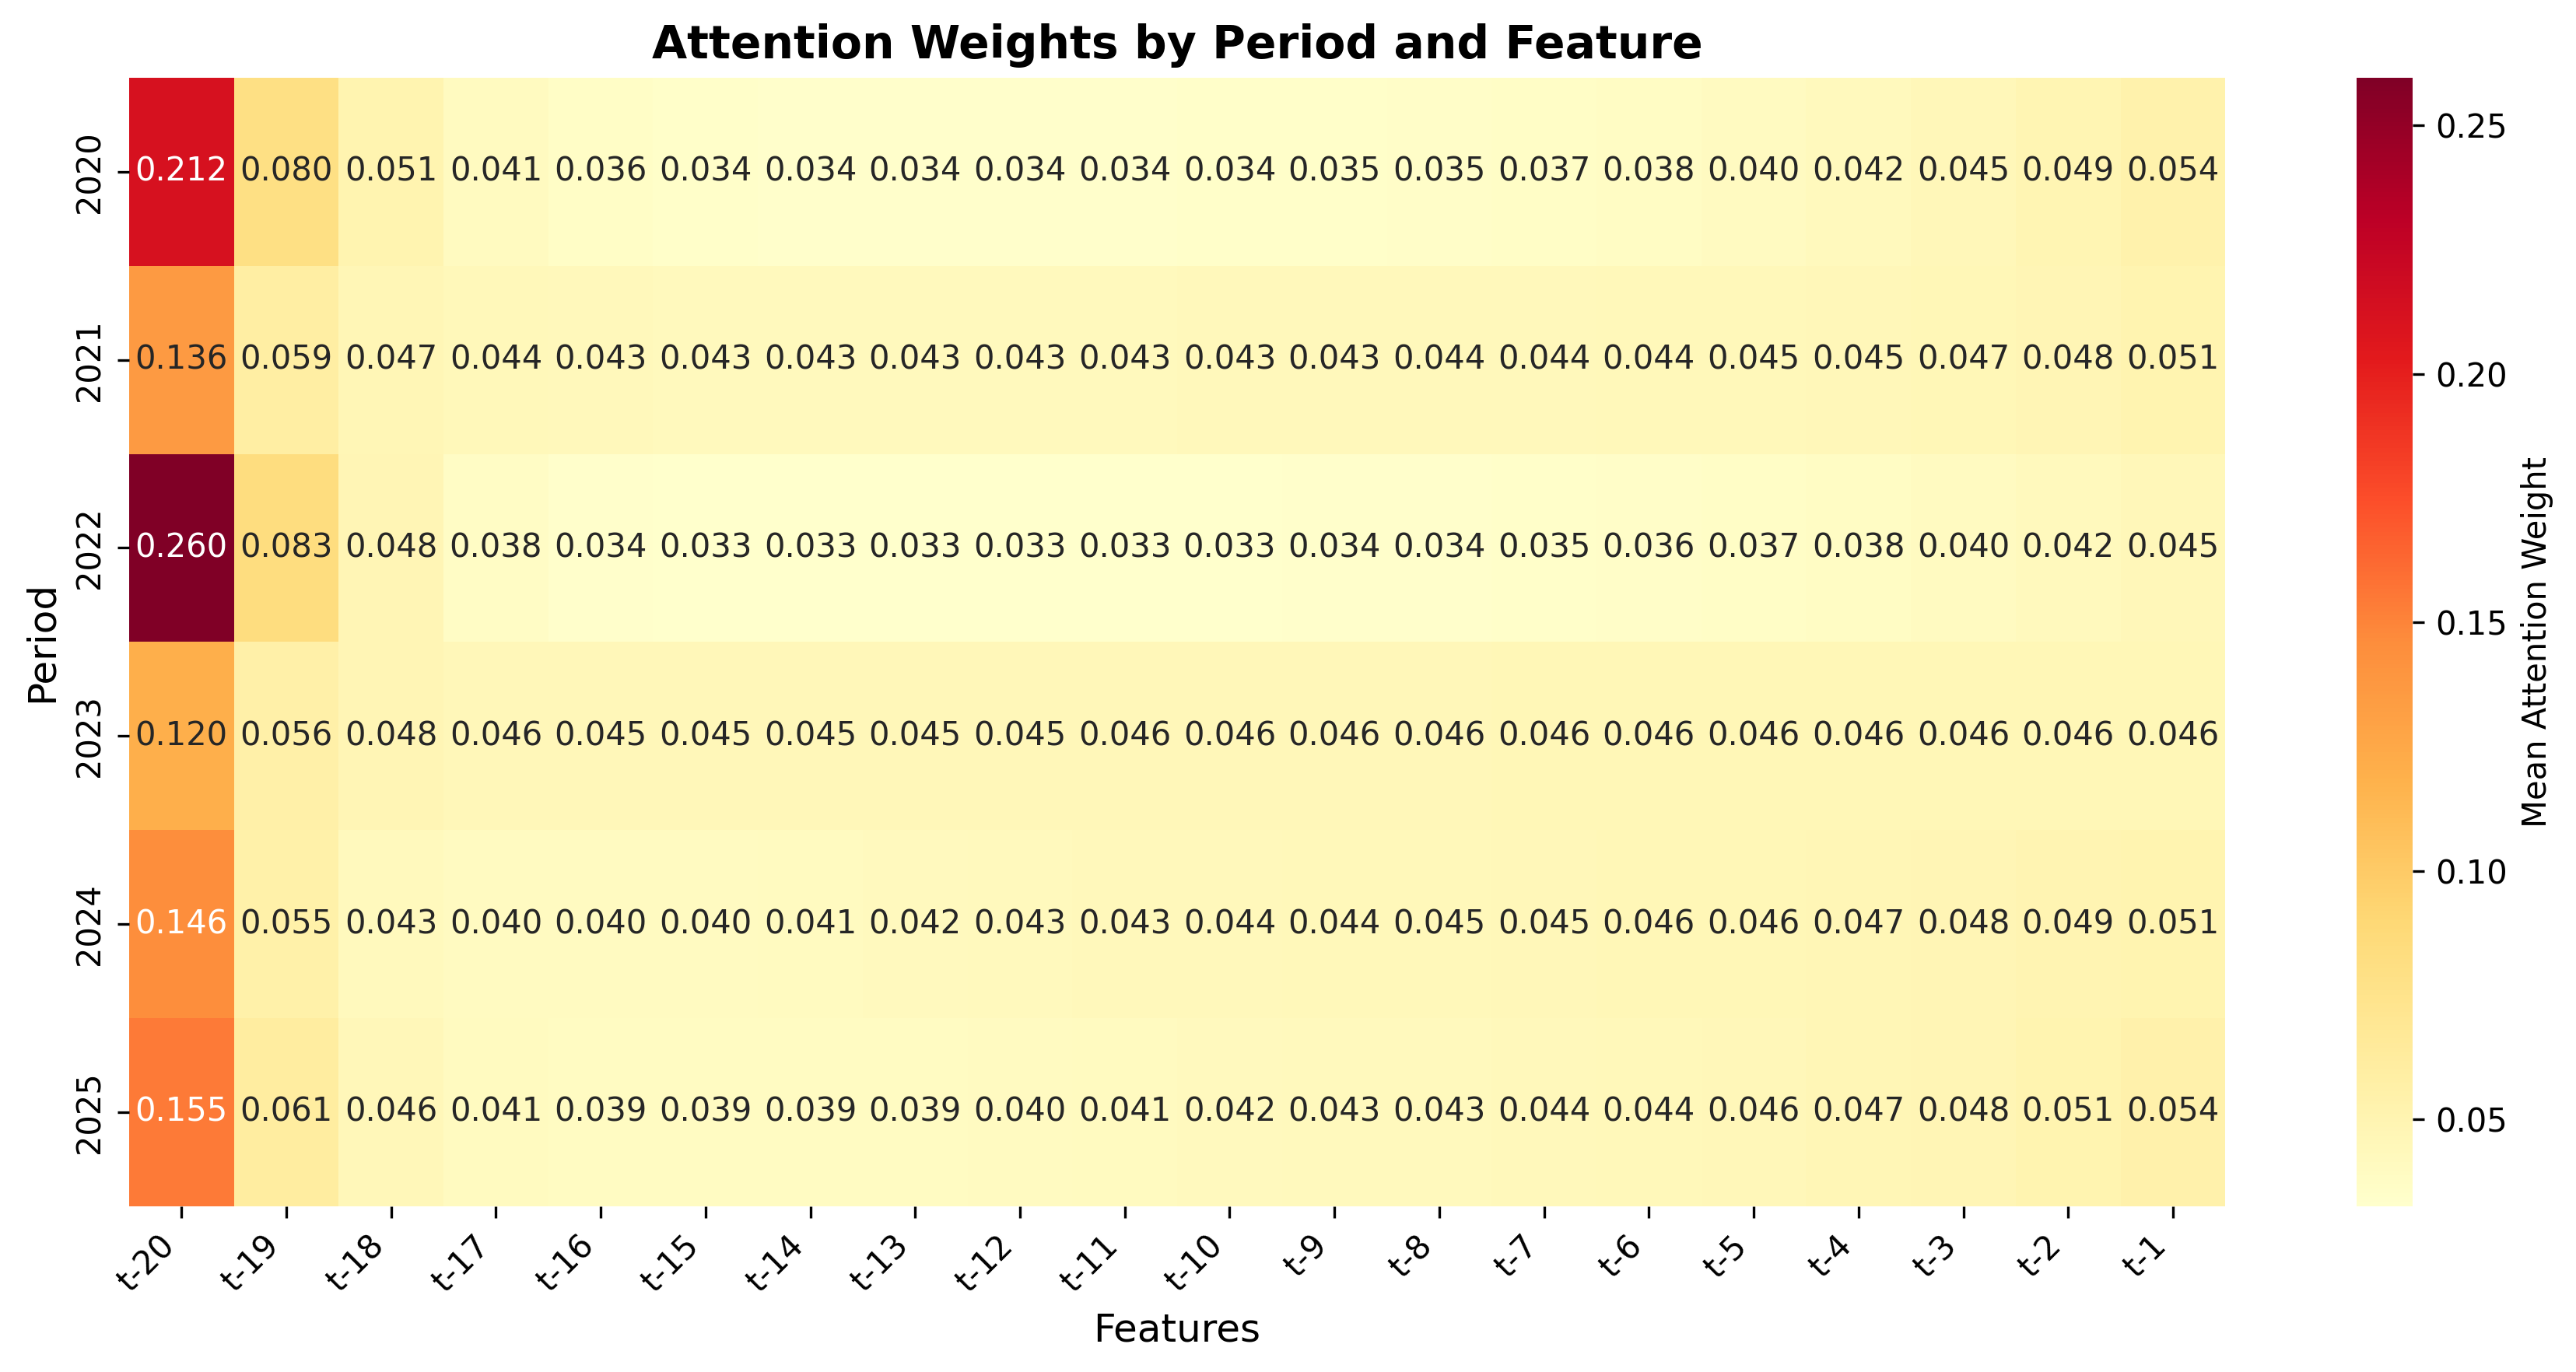 Attention Weights by Period and Feature
2020 0.212 0.080 0.051 0.041 0.036 0.034 0.034 0.034 0.034 0.034 0.034 0.035 0.035 0.037 0.038 0.040 0.042 0.045 0.049 0.054
2021 0.136 0.059 0.047 0.044 0.043 0.043 0.043 0.043 0.043 0.043 0.043 0.043 0.044 0.044 0.044 0.045 0.045 0.047 0.048 0.051
2022 0.260 0.083 0.048 0.038 0.034 0.033 0.033 0.033 0.033 0.033 0.033 0.034 0.034 0.035 0.036 0.037 0.038 0.040 0.042 0.045
2023 0.120 0.056 0.048 0.046 0.045 0.045 0.045 0.045 0.045 0.046 0.046 0.046 0.046 0.046 0.046 0.046 0.046 0.046 0.046 0.046
2024 0.146 0.055 0.043 0.040 0.040 0.040 0.041 0.042 0.043 0.043 0.044 0.044 0.045 0.045 0.046 0.046 0.047 0.048 0.049 0.051
2025 0.155 0.061 0.046 0.041 0.039 0.039 0.039 0.039 0.040 0.041 0.042 0.043 0.043 0.044 0.044 0.046 0.047 0.048 0.051 0.054
Period
t-20 t-19 t-18 t-17 t-16 t-15 t-14 t-13 t-12 t-11 t-10 t-9 t-8 t-7 t-6 t-5 t-4 t-3 t-2 t-1
Features
0.25
0.20
0.15
0.10
0.05
Mean Attention Weight